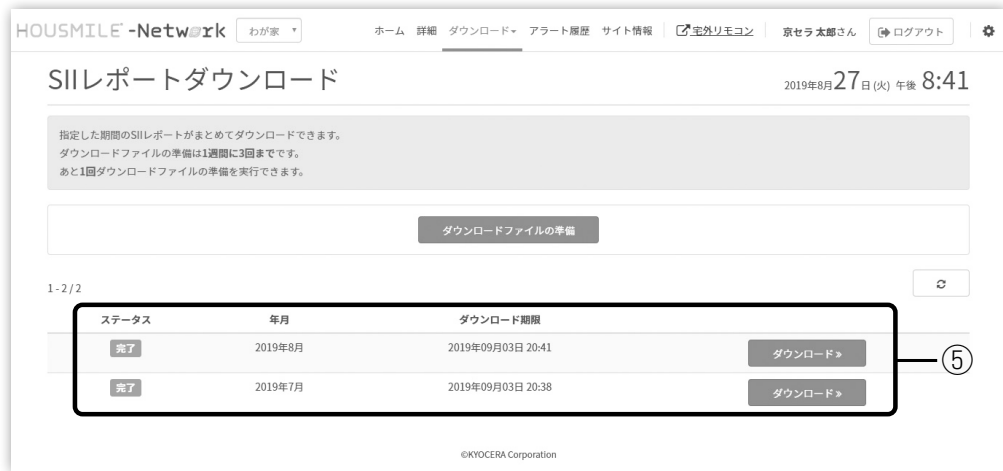 HOUSMILE-Network わが家 ホーム 詳細 ダウンロード アラート履歴 サイト情報 宅外リモコン 京セラ 太郎さん ログアウト
SIIレポートダウンロード 2019年8月27日(火) 午後 8:41
指定した期間のSIIレポートがまとめてダウンロードできます。
ダウンロードファイルの準備は1週間に3回までです。
あと1回ダウンロードファイルの準備を実行できます。
ダウンロードファイルの準備
1 - 2 / 2
ステータス 年月 ダウンロード期限
完了 2019年8月 2019年09月03日 20:41 ダウンロード »
⑤
完了 2019年7月 2019年09月03日 20:38 ダウンロード »
©KYOCERA Corporation